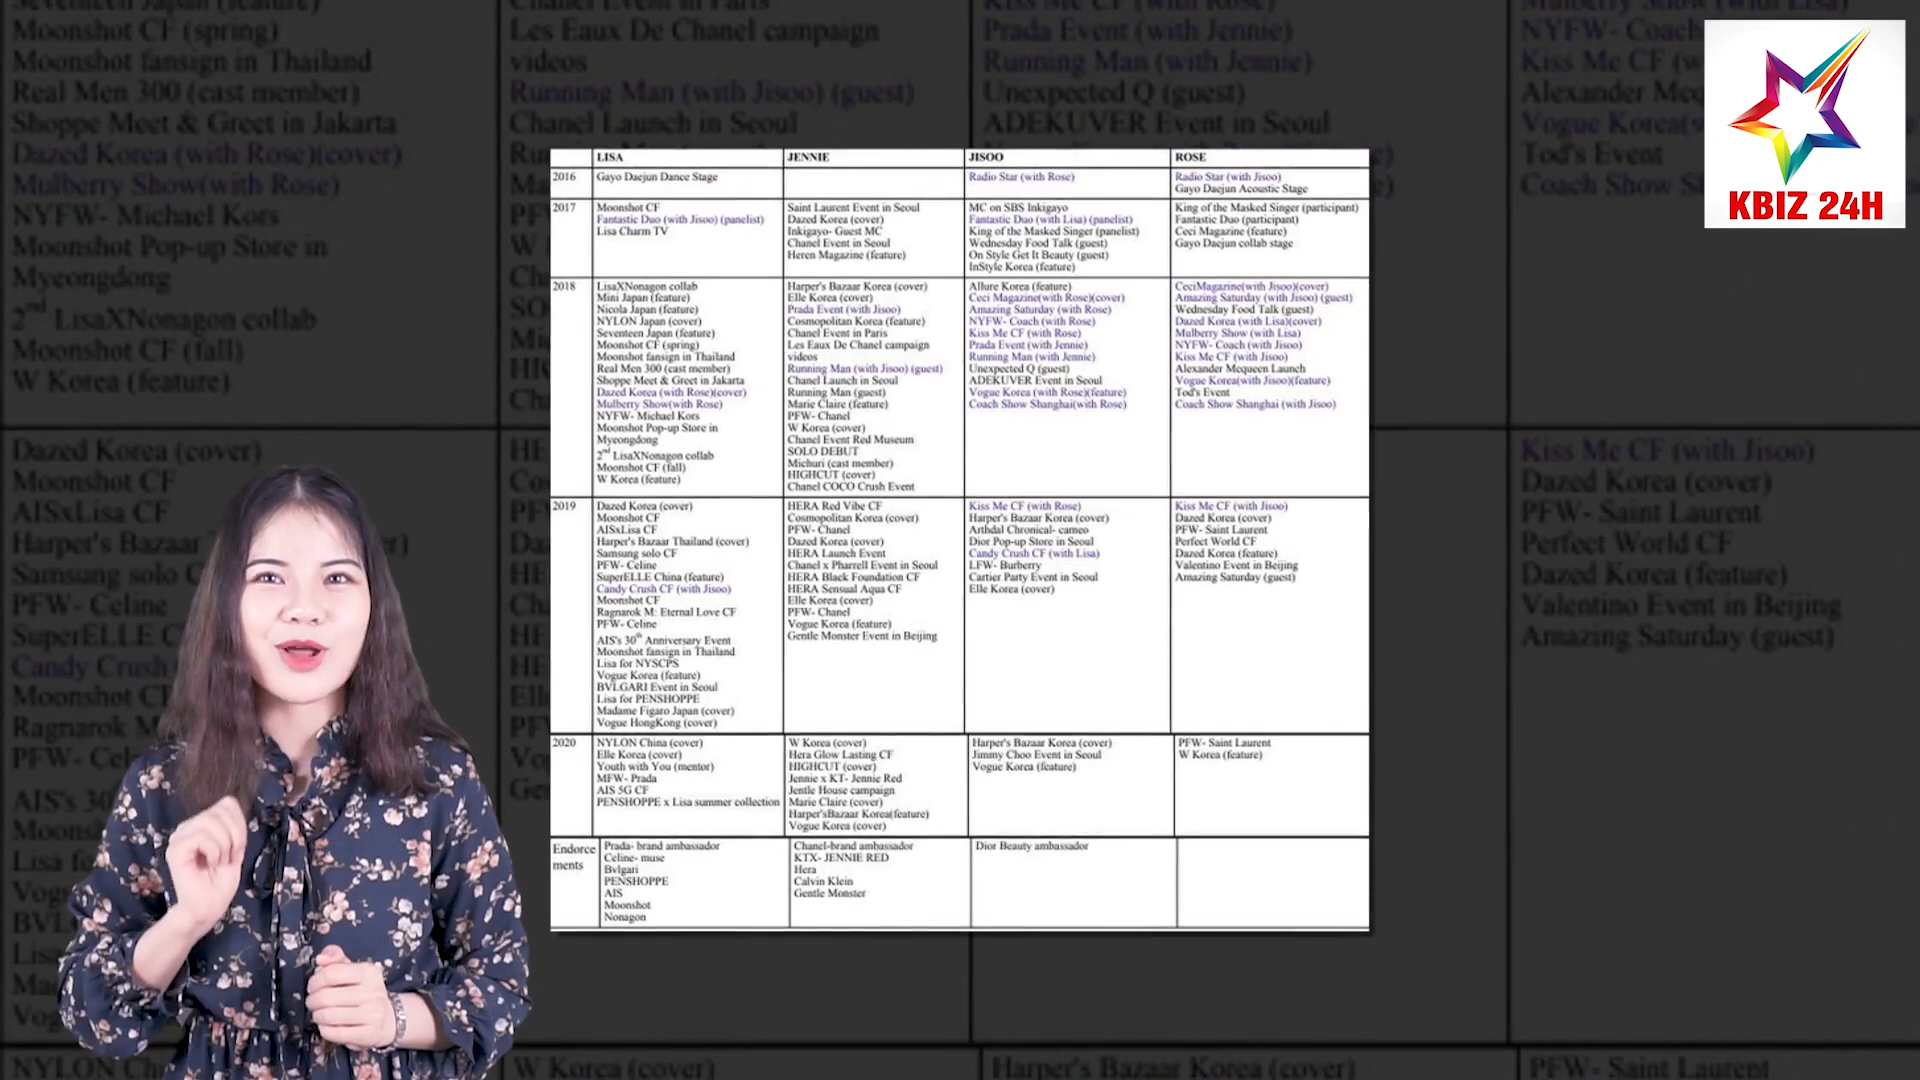 KBIZ 24H
LISA JENNIE JISOO ROSE
2016
Gayo Daejun Dance Stage
Radio Star (with Rose)
Radio Star (with Jisoo)
Gayo Daejun Acoustic Stage
2017
Moonshot CF
Fantastic Duo (with Jisoo) (panelist)
Lisa Charm TV
Saint Laurent Event in Seoul
Dazed Korea (cover)
Inkigayo- Guest MC
Chanel Event in Seoul
Heren Magazine (feature)
MC on SBS Inkigayo
Fantastic Duo (with Lisa) (panelist)
King of the Masked Singer (panelist)
Wednesday Food Talk (guest)
On Style Get It Beauty (guest)
InStyle Korea (feature)
King of the Masked Singer (participant)
Fantastic Duo (participant)
Ceci Magazine (feature)
Gayo Daejun collab stage
2018
LisaXNonagon collab
Mini Japan (feature)
Nicola Japan (feature)
NYLON Japan (cover)
Seventeen Japan (feature)
Moonshot CF (spring)
Moonshot fansign in Thailand
Real Men 300 (cast member)
Shoppe Meet & Greet in Jakarta
Dazed Korea (with Rose)(cover)
Mulberry Show(with Rose)
NYFW- Michael Kors
Moonshot Pop-up Store in
Myeongdong
2nd LisaXNonagon collab
Moonshot CF (fall)
W Korea (feature)
Harper's Bazaar Korea (cover)
Elle Korea (cover)
Prada Event (with Jisoo)
Cosmopolitan Korea (feature)
Chanel Event in Paris
Les Eaux De Chanel campaign
videos
Running Man (with Jisoo) (guest)
Chanel Launch in Seoul
Running Man (guest)
Marie Claire (feature)
PFW- Chanel
W Korea (cover)
Chanel Event Red Museum
SOLO DEBUT
Michuri (cast member)
HIGHCUT (cover)
Chanel COCO Crush Event
Allure Korea (feature)
Ceci Magazine(with Rose)(cover)
Amazing Saturday (with Rose)
NYFW- Coach (with Rose)
Kiss Me CF (with Rose)
Prada Event (with Jennie)
Running Man (with Jennie)
Unexpected Q (guest)
ADEKUVER Event in Seoul
Vogue Korea (with Rose)(feature)
Coach Show Shanghai(with Rose)
CeciMagazine(with Jisoo)(cover)
Amazing Saturday (with Jisoo) (guest)
Wednesday Food Talk (guest)
Dazed Korea (with Lisa)(cover)
Mulberry Show (with Lisa)
NYFW- Coach (with Jisoo)
Kiss Me CF (with Jisoo)
Alexander Mcqueen Launch
Vogue Korea(with Jisoo)(feature)
Tod's Event
Coach Show Shanghai (with Jisoo)
2019
Dazed Korea (cover)
Moonshot CF
AISxLisa CF
Harper's Bazaar Thailand (cover)
Samsung solo CF
PFW- Celine
SuperELLE China (feature)
Candy Crush CF (with Jisoo)
Moonshot CF
Ragnarok M: Eternal Love CF
PFW- Celine
AIS's 30th Anniversary Event
Moonshot fansign in Thailand
Lisa for NYSCPS
Vogue Korea (feature)
BVLGARI Event in Seoul
Lisa for PENSHOPPE
Madame Figaro Japan (cover)
Vogue HongKong (cover)
HERA Red Vibe CF
Cosmopolitan Korea (cover)
PFW- Chanel
Dazed Korea (cover)
HERA Launch Event
Chanel x Pharrell Event in Seoul
HERA Black Foundation CF
HERA Sensual Aqua CF
Elle Korea (cover)
PFW- Chanel
Vogue Korea (feature)
Gentle Monster Event in Beijing
Kiss Me CF (with Rose)
Harper's Bazaar Korea (cover)
Arthdal Chronical- cameo
Dior Pop-up Store in Seoul
Candy Crush CF (with Lisa)
LFW- Burberry
Cartier Party Event in Seoul
Elle Korea (cover)
Kiss Me CF (with Jisoo)
Dazed Korea (cover)
PFW- Saint Laurent
Perfect World CF
Dazed Korea (feature)
Valentino Event in Beijing
Amazing Saturday (guest)
2020
NYLON China (cover)
Elle Korea (cover)
Youth with You (mentor)
MFW- Prada
AIS 5G CF
PENSHOPPE x Lisa summer collection
W Korea (cover)
Hera Glow Lasting CF
HIGHCUT (cover)
Jennie x KT- Jennie Red
Jentle House campaign
Marie Claire (cover)
Harper'sBazaar Korea(feature)
Vogue Korea (cover)
Harper's Bazaar Korea (cover)
Jimmy Choo Event in Seoul
Vogue Korea (feature)
PFW- Saint Laurent
W Korea (feature)
Endorce
ments
Prada- brand ambassador
Celine- muse
Bvlgari
PENSHOPPE
AIS
Moonshot
Nonagon
Chanel-brand ambassador
KTX- JENNIE RED
Hera
Calvin Klein
Gentle Monster
Dior Beauty ambassador